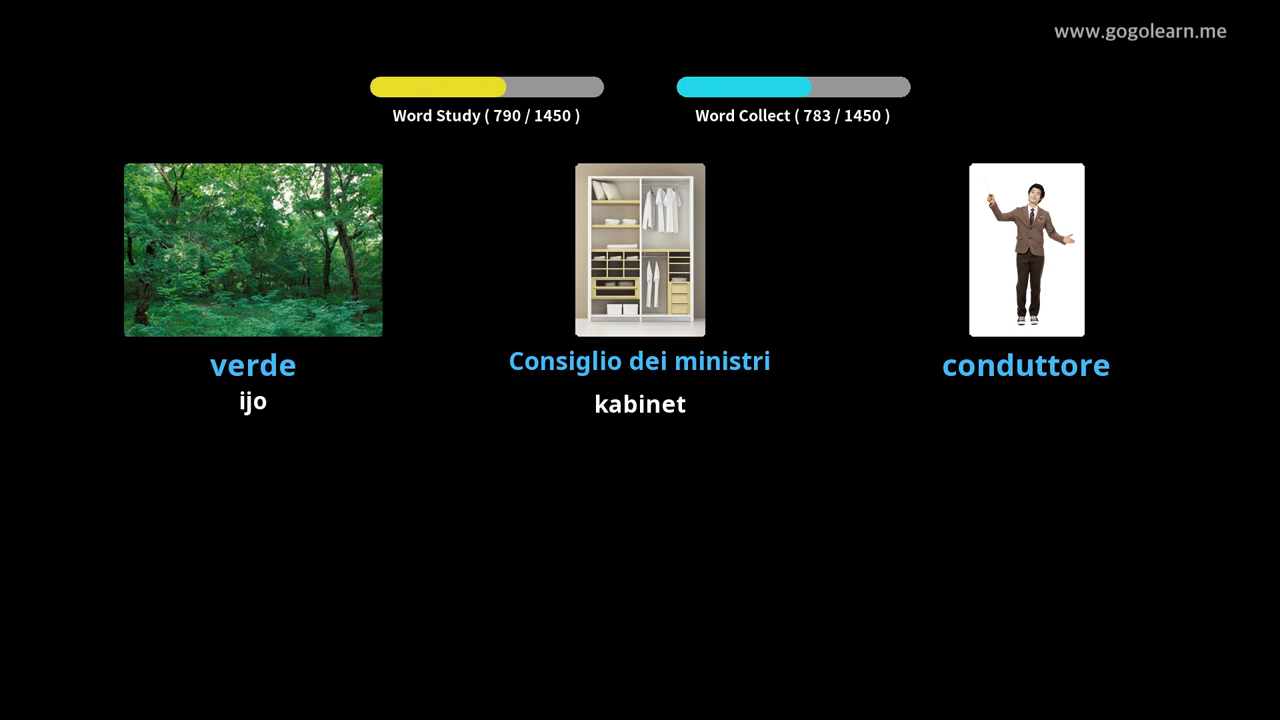 www.gogolearn.me
Word Study ( 790 / 1450 )
Word Collect ( 783 / 1450 )
verde
ijo
Consiglio dei ministri
kabinet
conduttore